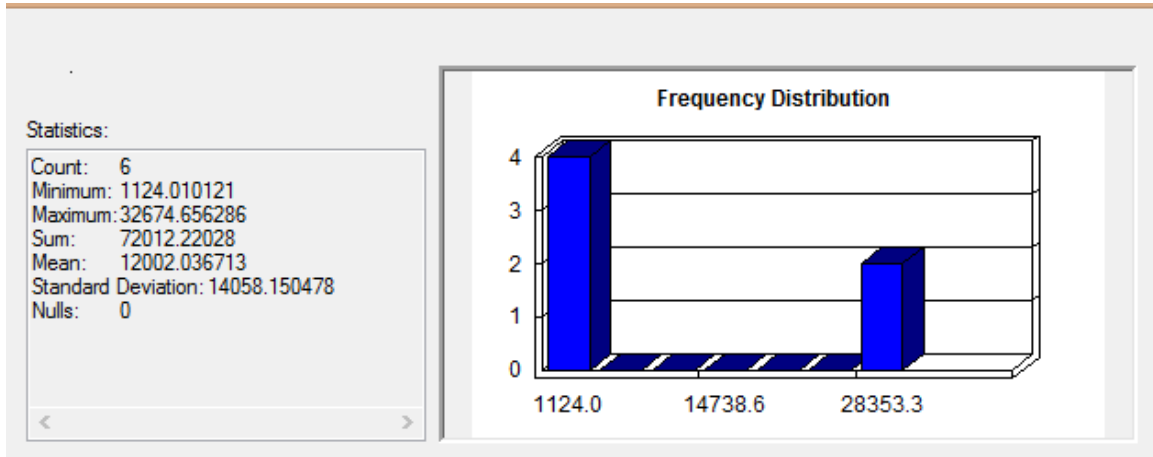 Statistics:
Count: 6
Minimum: 1124.010121
Maximum: 32674.656286
Sum: 72012.22028
Mean: 12002.036713
Standard Deviation: 14058.150478
Nulls: 0
Frequency Distribution
4
3
2
1
0
1124.0 14738.6 28353.3